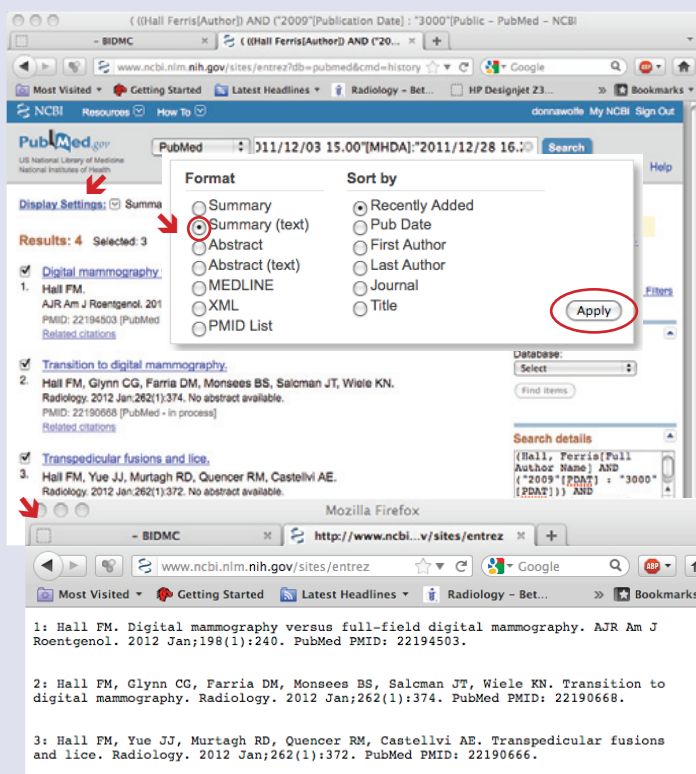 ( ((Hall Ferris[Author]) AND ("2009"[Publication Date] : "3000"[Public – PubMed – NCBI
– BIDMC × ( ((Hall Ferris[Author]) AND ("20... × +
www.ncbi.nlm.nih.gov/sites/entrez?db=pubmed&cmd=history Google ABP
Most Visited Getting Started Latest Headlines Radiology – Bet... HP Designjet Z3... » Bookmarks
NCBI Resources How To donnawolfe My NCBI Sign Out
PubMed.gov
US National Library of Medicine
National Institutes of Health
PubMed 011/12/03 15.00"[MHDA]:"2011/12/28 16.:0 Search
Help
Display Settings: Summa
Format
Summary
Summary (text)
Abstract
Abstract (text)
MEDLINE
XML
PMID List
Sort by
Recently Added
Pub Date
First Author
Last Author
Journal
Title
Apply
Results: 4 Selected: 3
Filters
Digital mammography
1. Hall FM.
AJR Am J Roentgenol. 201
PMID: 22194503 [PubMed
Related citations
Transition to digital mammography.
2. Hall FM, Glynn CG, Farria DM, Monsees BS, Salcman JT, Wiele KN.
Radiology. 2012 Jan;262(1):374. No abstract available.
PMID: 22190668 [PubMed - in process]
Related citations
Transpedicular fusions and lice.
3. Hall FM, Yue JJ, Murtagh RD, Quencer RM, Castellvi AE.
Radiology. 2012 Jan;262(1):372. No abstract available.
Database:
Select
Find items
Search details
(Hall, Ferris[Full
Author Name] AND
("2009"[PDAT] : "3000"
[PDAT])) AND
Mozilla Firefox
– BIDMC × http://www.ncbi...v/sites/entrez × +
www.ncbi.nlm.nih.gov/sites/entrez Google ABP
Most Visited Getting Started Latest Headlines Radiology – Bet... » Bookmarks
1: Hall FM. Digital mammography versus full-field digital mammography. AJR Am J
Roentgenol. 2012 Jan;198(1):240. PubMed PMID: 22194503.
2: Hall FM, Glynn CG, Farria DM, Monsees BS, Salcman JT, Wiele KN. Transition to
digital mammography. Radiology. 2012 Jan;262(1):374. PubMed PMID: 22190668.
3: Hall FM, Yue JJ, Murtagh RD, Quencer RM, Castellvi AE. Transpedicular fusions
and lice. Radiology. 2012 Jan;262(1):372. PubMed PMID: 22190666.